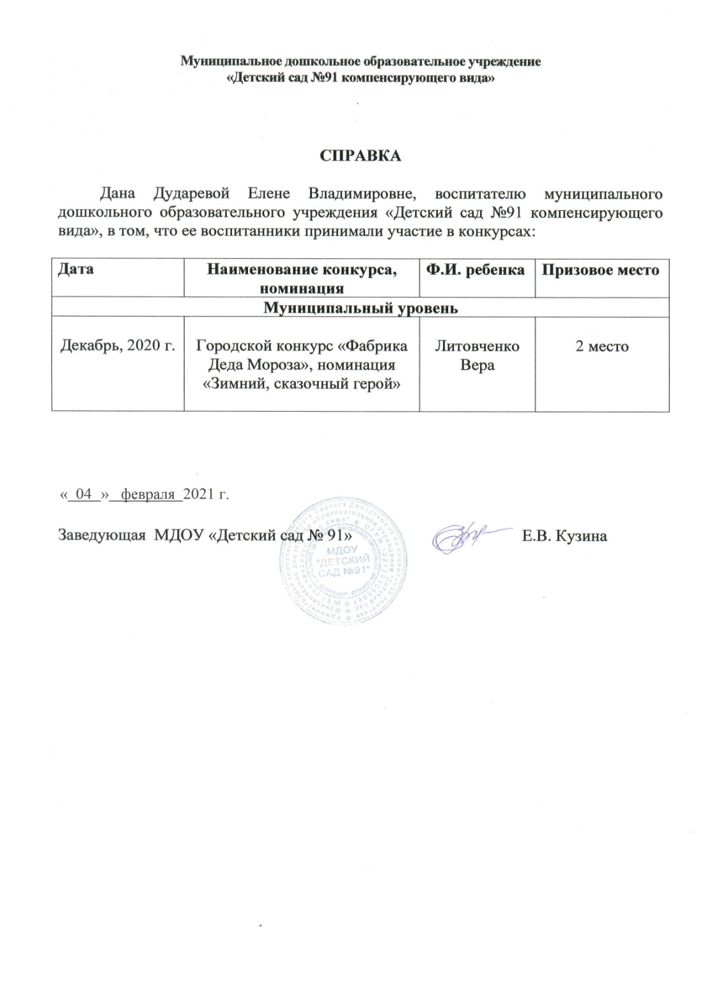 Муниципальное дошкольное образовательное учреждение
«Детский сад №91 компенсирующего вида»
СПРАВКА
Дана Дударевой Елене Владимировне, воспитателю муниципального
дошкольного образовательного учреждения «Детский сад №91 компенсирующего
вида», в том, что ее воспитанники принимали участие в конкурсах:
Дата
Наименование конкурса,
номинация
Ф.И. ребенка
Призовое место
Муниципальный уровень
Декабрь, 2020 г.
Городской конкурс «Фабрика
Деда Мороза», номинация
«Зимний, сказочный герой»
Литовченко
Вера
2 место
«_04_»_февраля_2021 г.
Заведующая МДОУ «Детский сад № 91»
Е.В. Кузина
МДОУ
"ДЕТСКИЙ
САД №91"